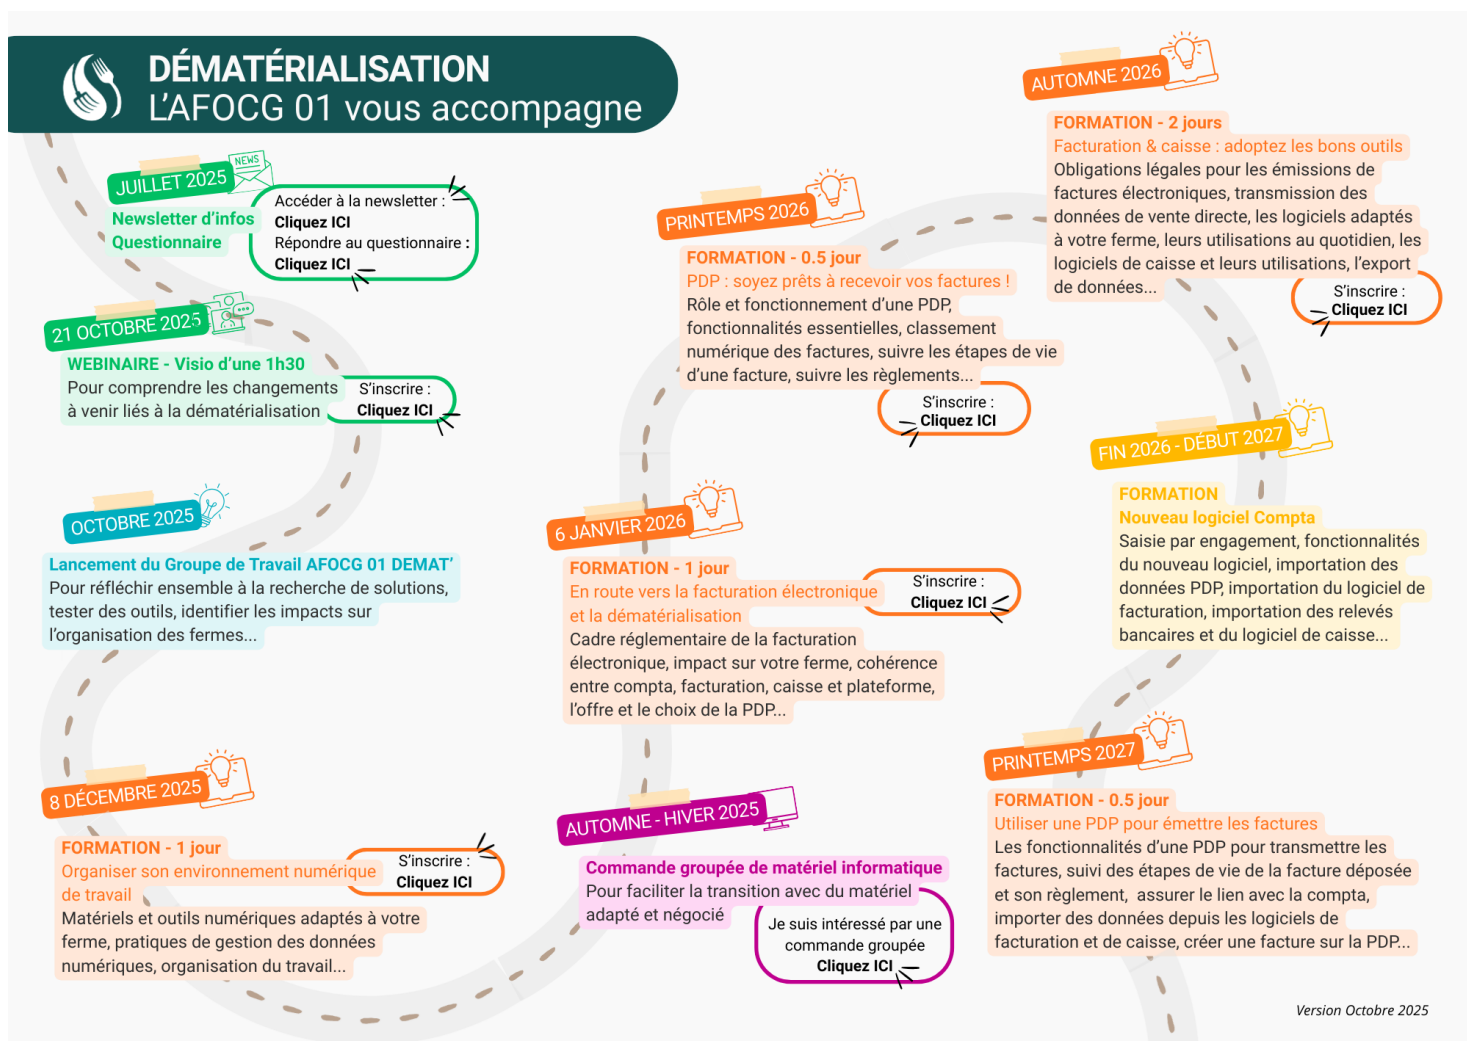 DÉMATÉRIALISATION
L'AFOCG 01 vous accompagne
JUILLET 2025
NEWS
Newsletter d'infos
Questionnaire
Accéder à la newsletter :
Cliquez ICI
Répondre au questionnaire :
Cliquez ICI
21 OCTOBRE 2025
WEBINAIRE - Visio d'une 1h30
Pour comprendre les changements
à venir liés à la dématérialisation
S'inscrire :
Cliquez ICI
OCTOBRE 2025
Lancement du Groupe de Travail AFOCG 01 DEMAT'
Pour réfléchir ensemble à la recherche de solutions,
tester des outils, identifier les impacts sur
l'organisation des fermes...
8 DÉCEMBRE 2025
FORMATION - 1 jour
Organiser son environnement numérique
de travail
Matériels et outils numériques adaptés à votre
ferme, pratiques de gestion des données
numériques, organisation du travail...
S'inscrire :
Cliquez ICI
AUTOMNE - HIVER 2025
Commande groupée de matériel informatique
Pour faciliter la transition avec du matériel
adapté et négocié
Je suis intéressé par une
commande groupée
Cliquez ICI
6 JANVIER 2026
FORMATION - 1 jour
En route vers la facturation électronique
et la dématérialisation
Cadre réglementaire de la facturation
électronique, impact sur votre ferme, cohérence
entre compta, facturation, caisse et plateforme,
l'offre et le choix de la PDP...
S'inscrire :
Cliquez ICI
PRINTEMPS 2026
FORMATION - 0.5 jour
PDP : soyez prêts à recevoir vos factures !
Rôle et fonctionnement d'une PDP,
fonctionnalités essentielles, classement
numérique des factures, suivre les étapes de vie
d'une facture, suivre les règlements...
S'inscrire :
Cliquez ICI
AUTOMNE 2026
FORMATION - 2 jours
Facturation & caisse : adoptez les bons outils
Obligations légales pour les émissions de
factures électroniques, transmission des
données de vente directe, les logiciels adaptés
à votre ferme, leurs utilisations au quotidien, les
logiciels de caisse et leurs utilisations, l'export
de données...
S'inscrire :
Cliquez ICI
FIN 2026 - DÉBUT 2027
FORMATION
Nouveau logiciel Compta
Saisie par engagement, fonctionnalités
du nouveau logiciel, importation des
données PDP, importation du logiciel de
facturation, importation des relevés
bancaires et du logiciel de caisse...
PRINTEMPS 2027
FORMATION - 0.5 jour
Utiliser une PDP pour émettre les factures
Les fonctionnalités d'une PDP pour transmettre les
factures, suivi des étapes de vie de la facture déposée
et son règlement, assurer le lien avec la compta,
importer des données depuis les logiciels de
facturation et de caisse, créer une facture sur la PDP...
Version Octobre 2025